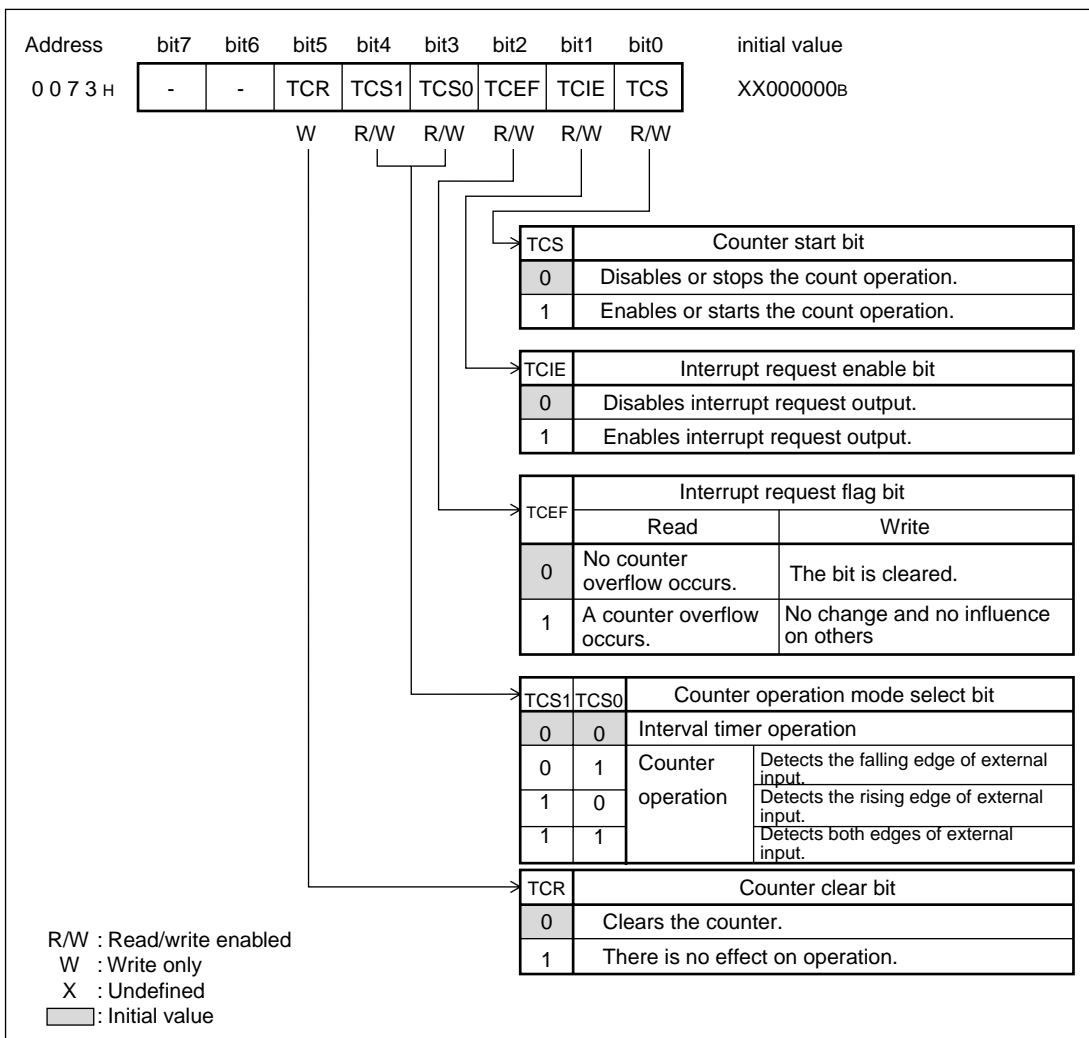 Address bit7 bit6 bit5 bit4 bit3 bit2 bit1 bit0 initial value
0 0 7 3 H - - TCR TCS1 TCS0 TCEF TCIE TCS XX000000B
W R/W R/W R/W R/W R/W
TCS Counter start bit
0 Disables or stops the count operation.
1 Enables or starts the count operation.
TCIE Interrupt request enable bit
0 Disables interrupt request output.
1 Enables interrupt request output.
TCEF Interrupt request flag bit
Read Write
0 No counter overflow occurs. The bit is cleared.
1 A counter overflow occurs. No change and no influence on others
TCS1 TCS0 Counter operation mode select bit
0 0 Interval timer operation
0 1 Counter operation Detects the falling edge of external input.
1 0 Detects the rising edge of external input.
1 1 Detects both edges of external input.
TCR Counter clear bit
0 Clears the counter.
1 There is no effect on operation.
R/W : Read/write enabled
W : Write only
X : Undefined
: Initial value